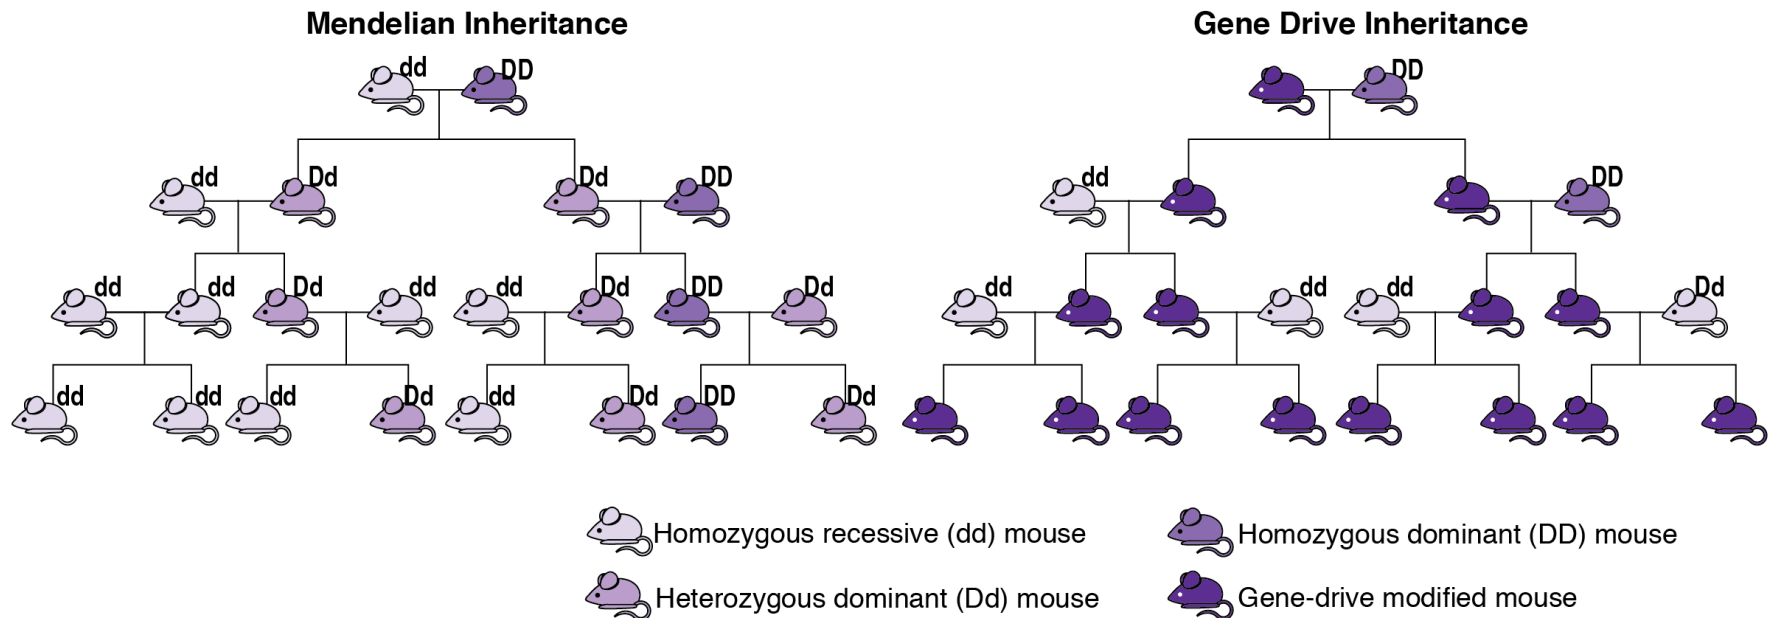 Mendelian Inheritance
Gene Drive Inheritance
dd DD
DD
dd Dd Dd DD
dd DD
dd dd Dd dd dd Dd DD Dd
dd dd dd Dd
dd dd dd Dd dd Dd DD Dd
Homozygous recessive (dd) mouse
Homozygous dominant (DD) mouse
Heterozygous dominant (Dd) mouse
Gene-drive modified mouse